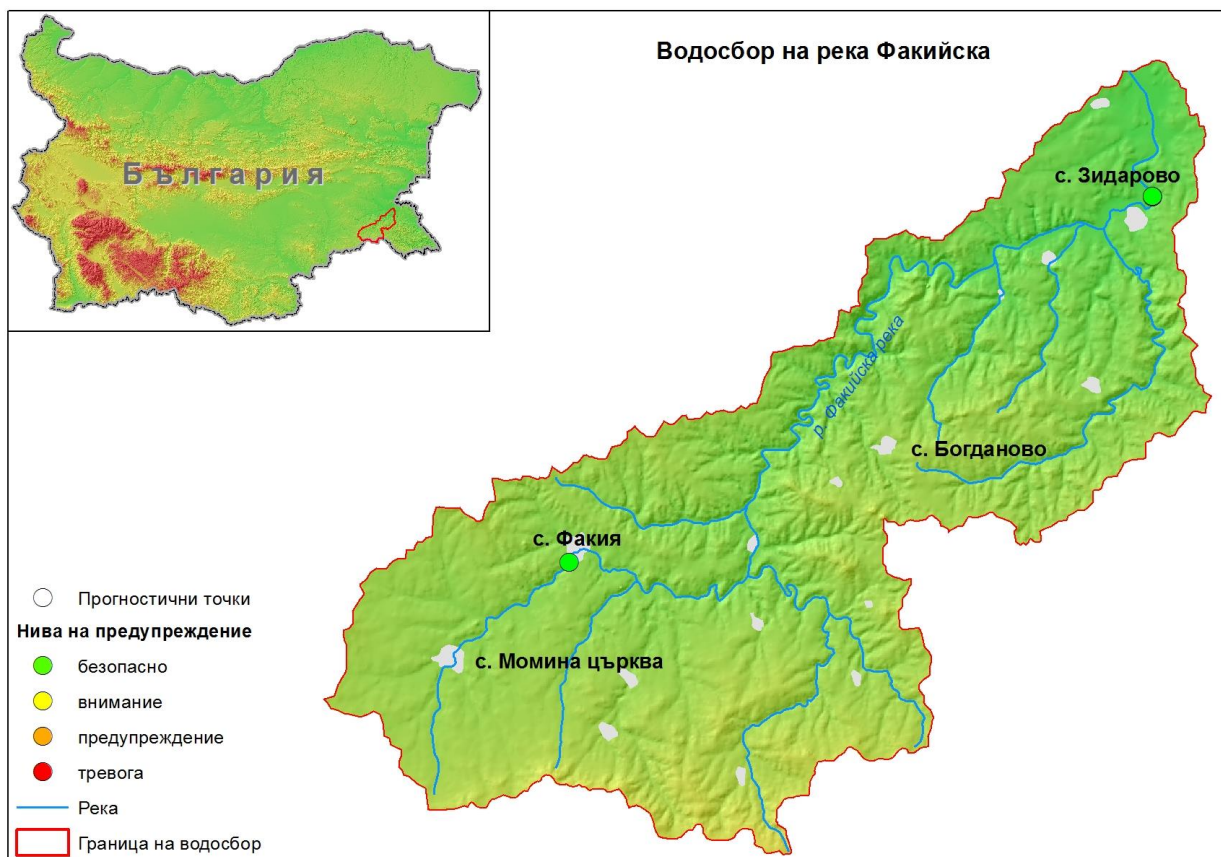 Водосбор на река Факийска
България
с. Зидарово
р. Факийска река
с. Богданово
с. Факия
с. Момина църква
Прогностични точки
Нива на предупреждение
безопасно
внимание
предупреждение
тревога
Река
Граница на водосбор